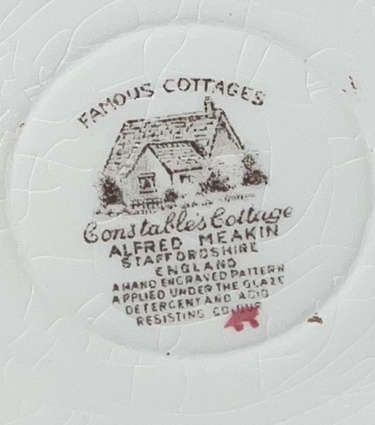 FAMOUS COTTAGES
Constable's Cottage
ALFRED MEAKIN
STAFFORDSHIRE
ENGLAND
A HAND ENGRAVED PATTERN
APPLIED UNDER THE GLAZE
DETERGENT AND ACID
RESISTING